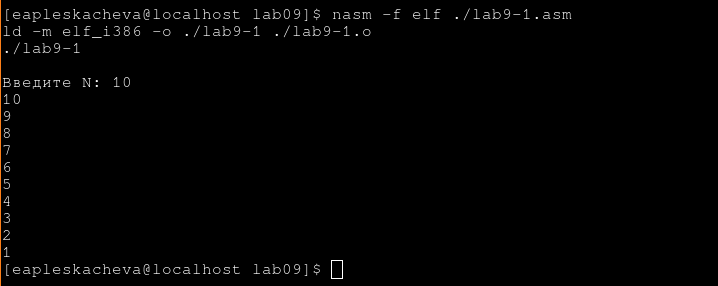 [eapleskacheva@localhost lab09]$ nasm -f elf ./lab9-1.asm
ld -m elf_i386 -o ./lab9-1 ./lab9-1.o
./lab9-1
Введите N: 10
10
9
8
7
6
5
4
3
2
1
[eapleskacheva@localhost lab09]$